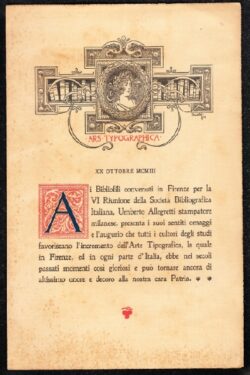 ARS·TYPOGRAPHICA
XX OTTOBRE MCMIII
Ai Bibliofili convenuti in Firenze per la
VI Riunione della Società Bibliografica
Italiana, Umberto Allegretti stampatore
milanese, presenta i suoi sentiti omaggi
e l'augurio che tutti i cultori degli studi
favoriscano l'incremento dell'Arte Tipografica, la quale
in Firenze, ed in ogni parte d'Italia, ebbe nei secoli
passati momenti così gloriosi e può tornare ancora di
altissimo onore e decoro alla nostra cara Patria.